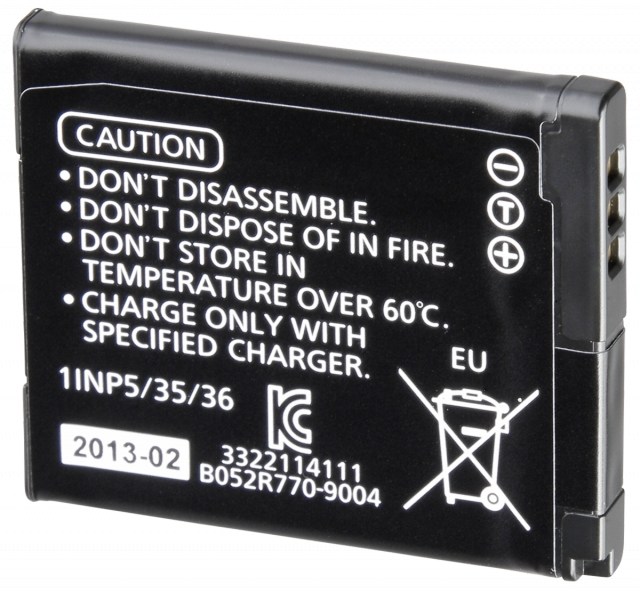 CAUTION
• DON'T DISASSEMBLE.
• DON'T DISPOSE OF IN FIRE.
• DON'T STORE IN
TEMPERATURE OVER 60℃.
• CHARGE ONLY WITH
SPECIFIED CHARGER.
−
T
+
1INP5/35/36
EU
2013-02
3322114111
B052R770-9004